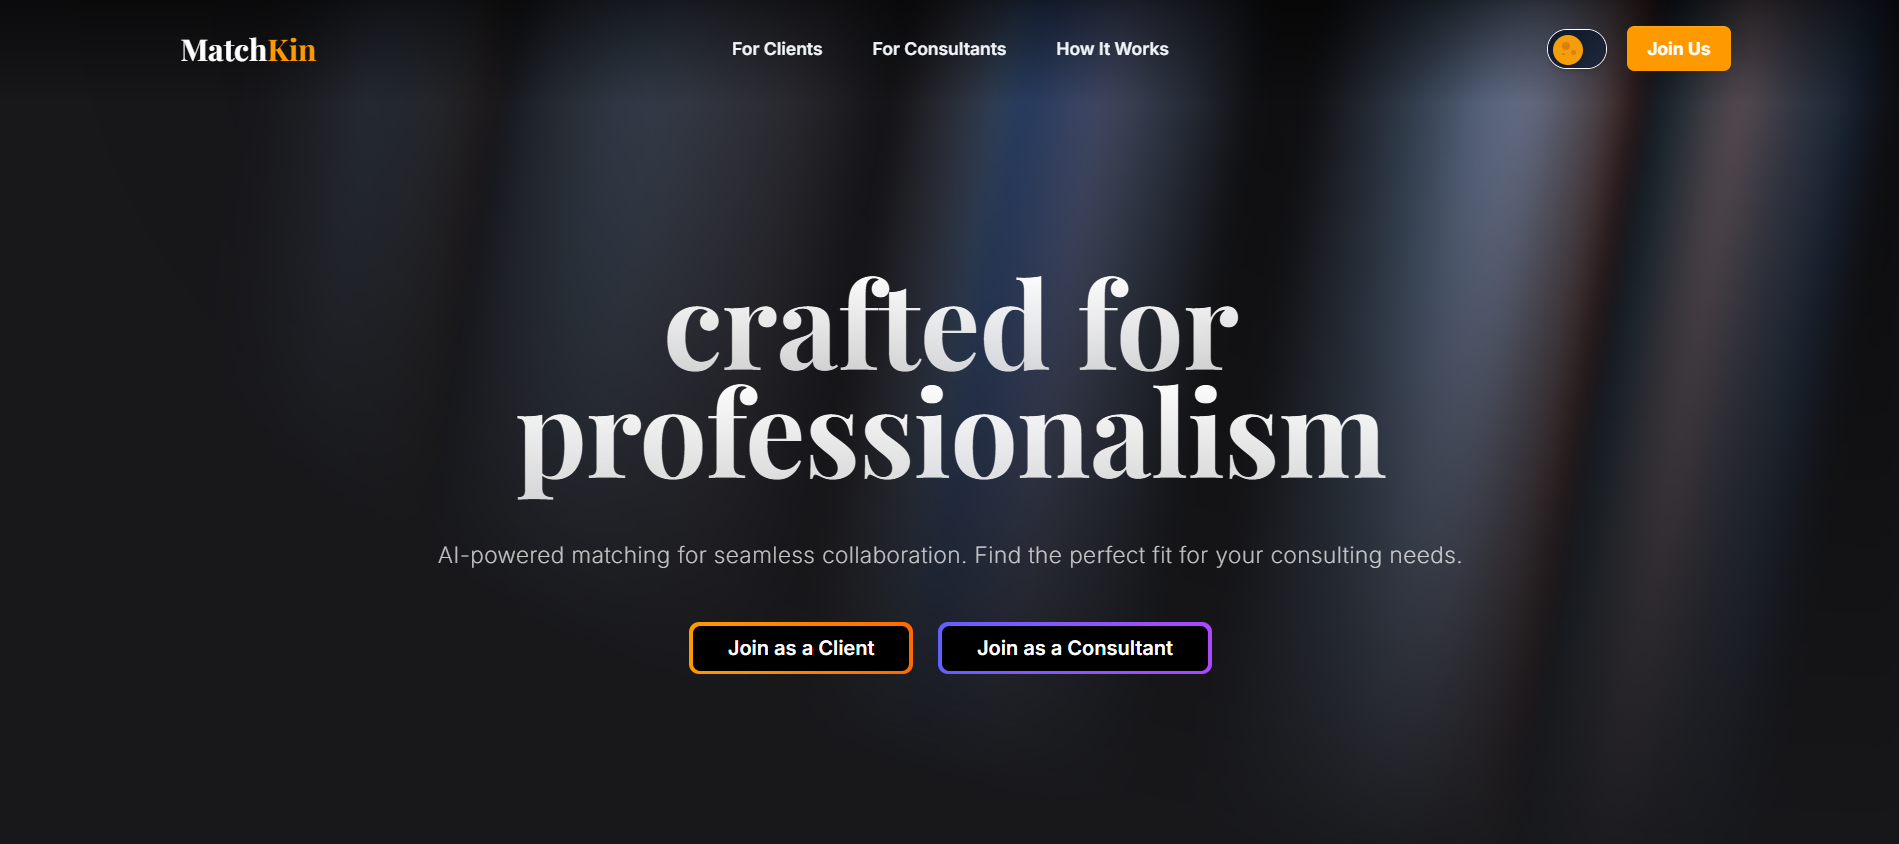 MatchKin
For Clients
For Consultants
How It Works
Join Us
crafted for
professionalism
AI-powered matching for seamless collaboration. Find the perfect fit for your consulting needs.
Join as a Client
Join as a Consultant